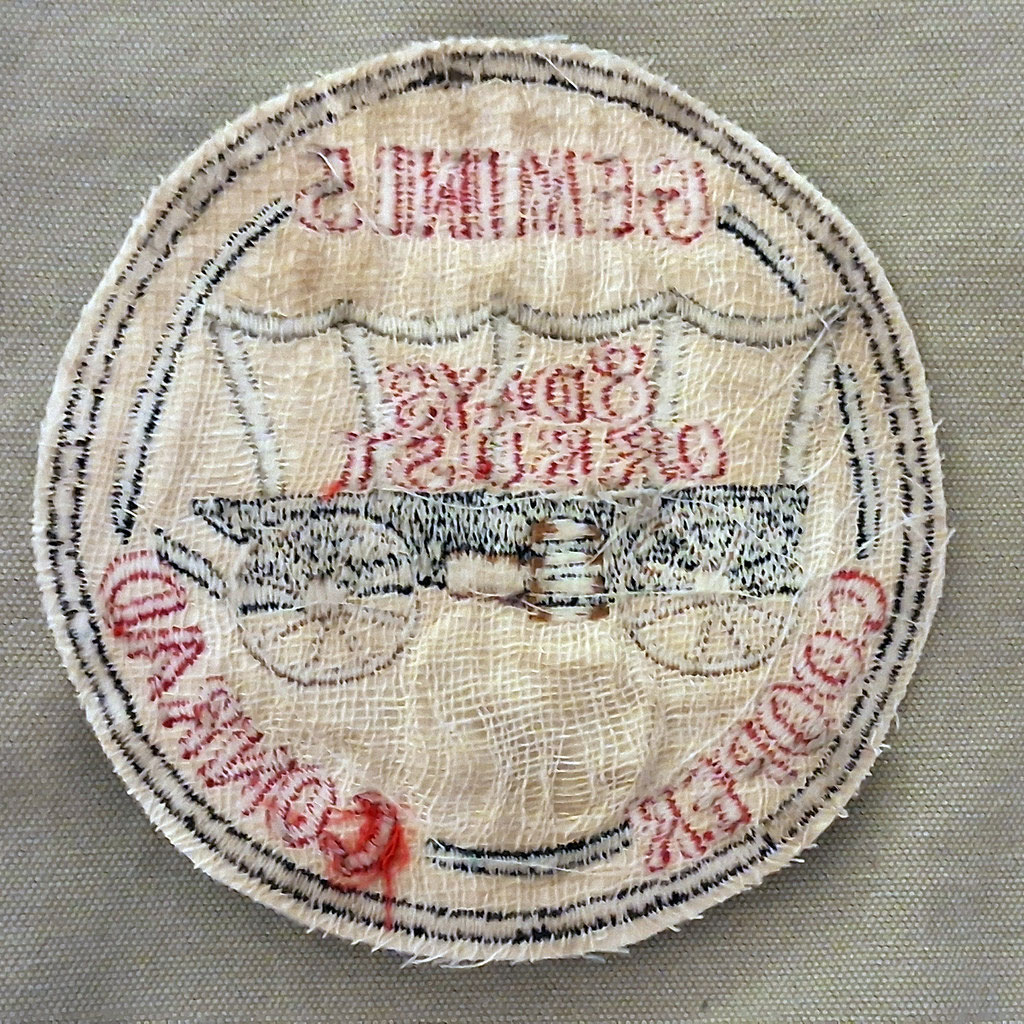 GEMINI 5
8 DAYS
OR BUST
COOPER
CONRAD